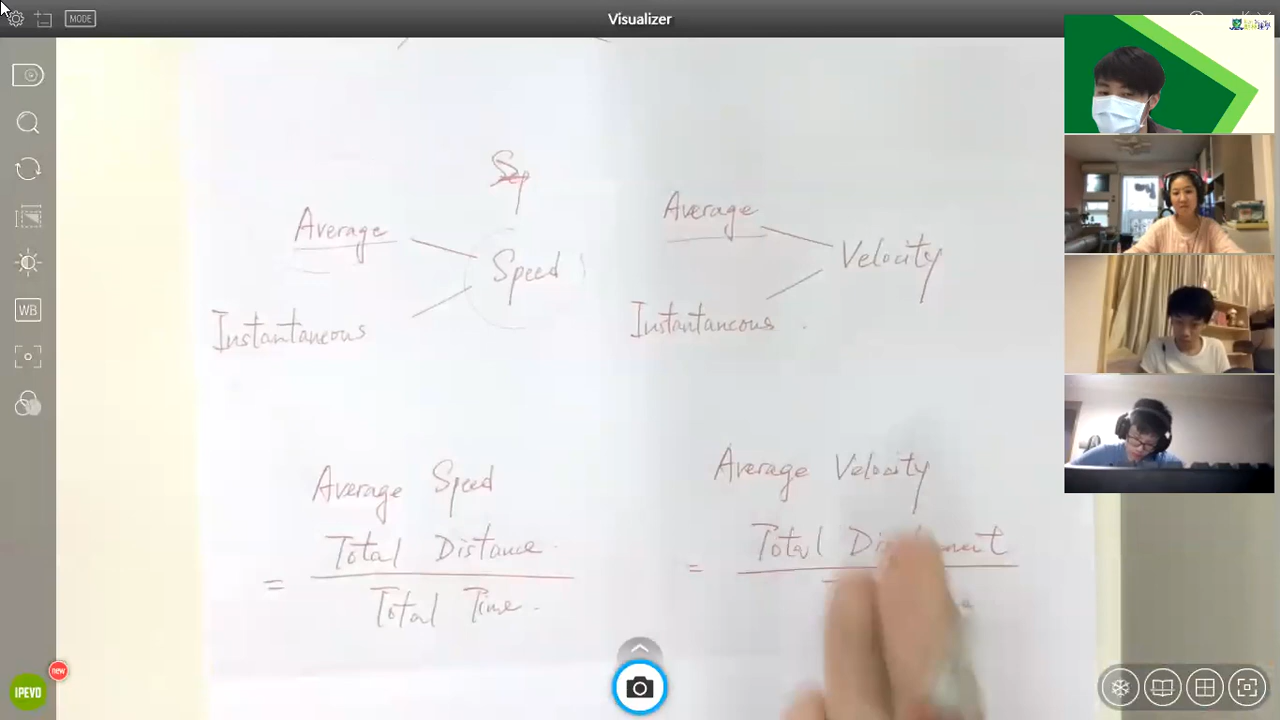 MODE
Visualizer
WB
Sp
Average
Speed
Instantaneous
Average
Velocity
Instantaneous
Average Speed
= Total Distance
Total Time
Average Velocity
= Total
new
IPEVO